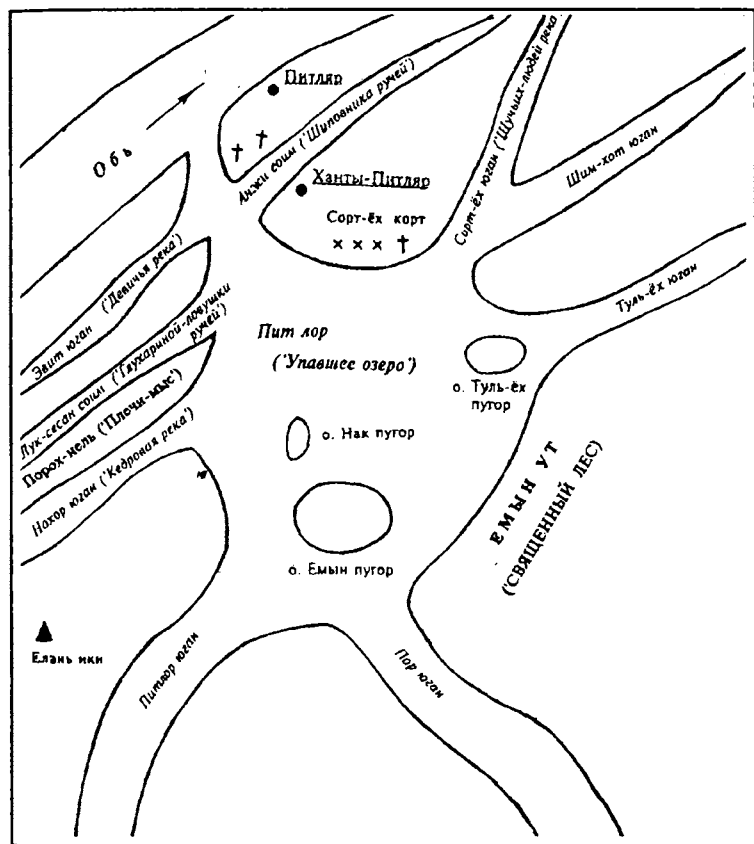 Питляр
Обь
Анжи соим ('Шиповника ручей')
Ханты-Питляр
Сорт-ёх корт
Сорт-ёх юган ('Щучьих-людей река')
Шим-хот юган
Туль-ёх юган
Эвит юган ('Девичья река')
Лук-сесан соим ('Глухариной-ловушки
ручей')
Порох-нель ('Плечи-мыс')
Нохор юган ('Кедровая река')
Пит лор
('Упавшее озеро')
о. Туль-ёх
пугор
о. Нак пугор
о. Емын пугор
ЕМЫН УТ
('СВЯЩЕННЫЙ ЛЕС)
Елань ики
Питлор юган
Пор юган